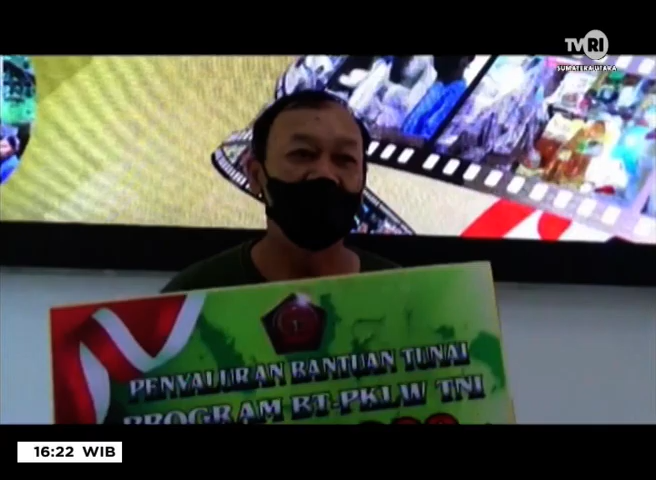 TVRI
SUMATERA UTARA
PENYALURAN BANTUAN TUNAI
PROGRAM BT-PKLW TNI
16:22 WIB